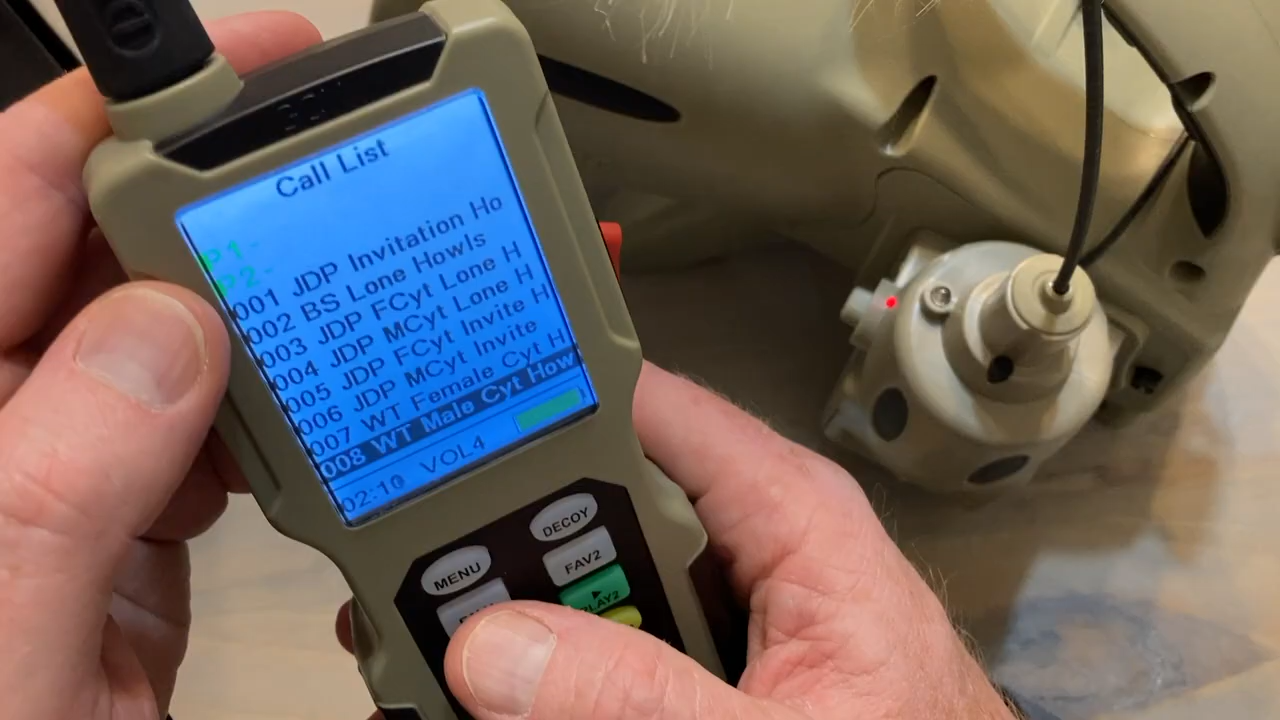 Call List
P1-
P2-
001 JDP Invitation Ho
002 BS Lone Howls
003 JDP FCyt Lone H
004 JDP MCyt Lone H
005 JDP FCyt Invite H
006 JDP MCyt Invite
007 WT Female Cyt H
008 WT Male Cyt How
02:10 VOL4
DECOY
MENU
FAV2
PLAY2